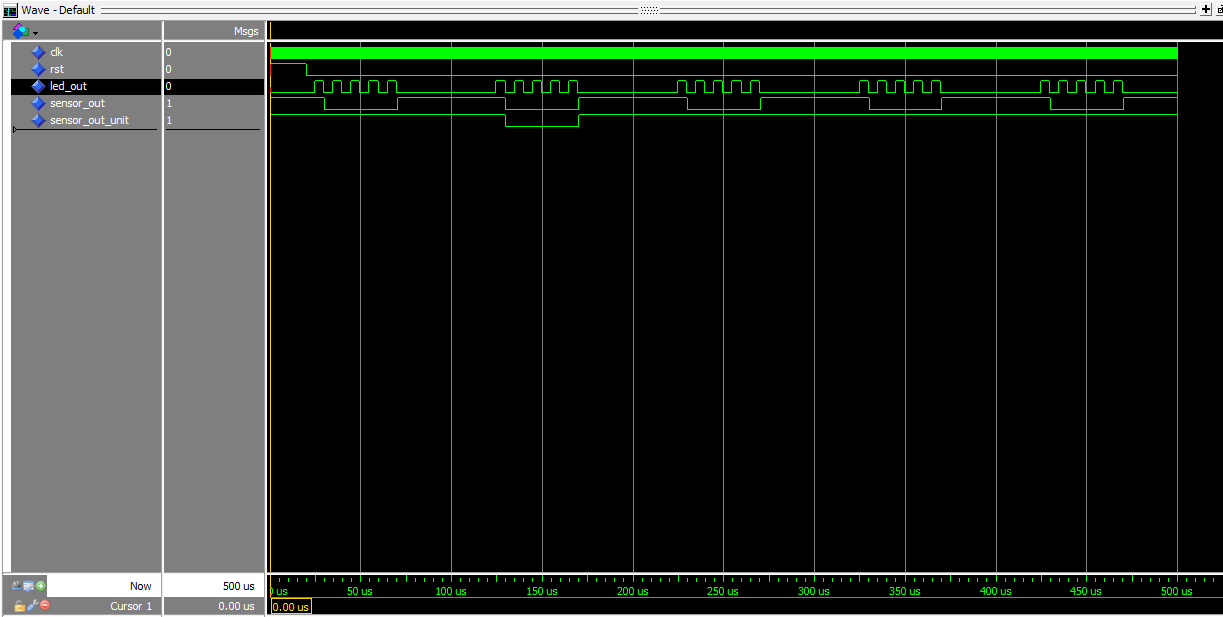 Wave - Default
Msgs
clk 0
rst 0
led_out 0
sensor_out 1
sensor_out_unit 1
Now 500 us 0 us 50 us 100 us 150 us 200 us 250 us 300 us 350 us 400 us 450 us 500 us
Cursor 1 0.00 us 0.00 us